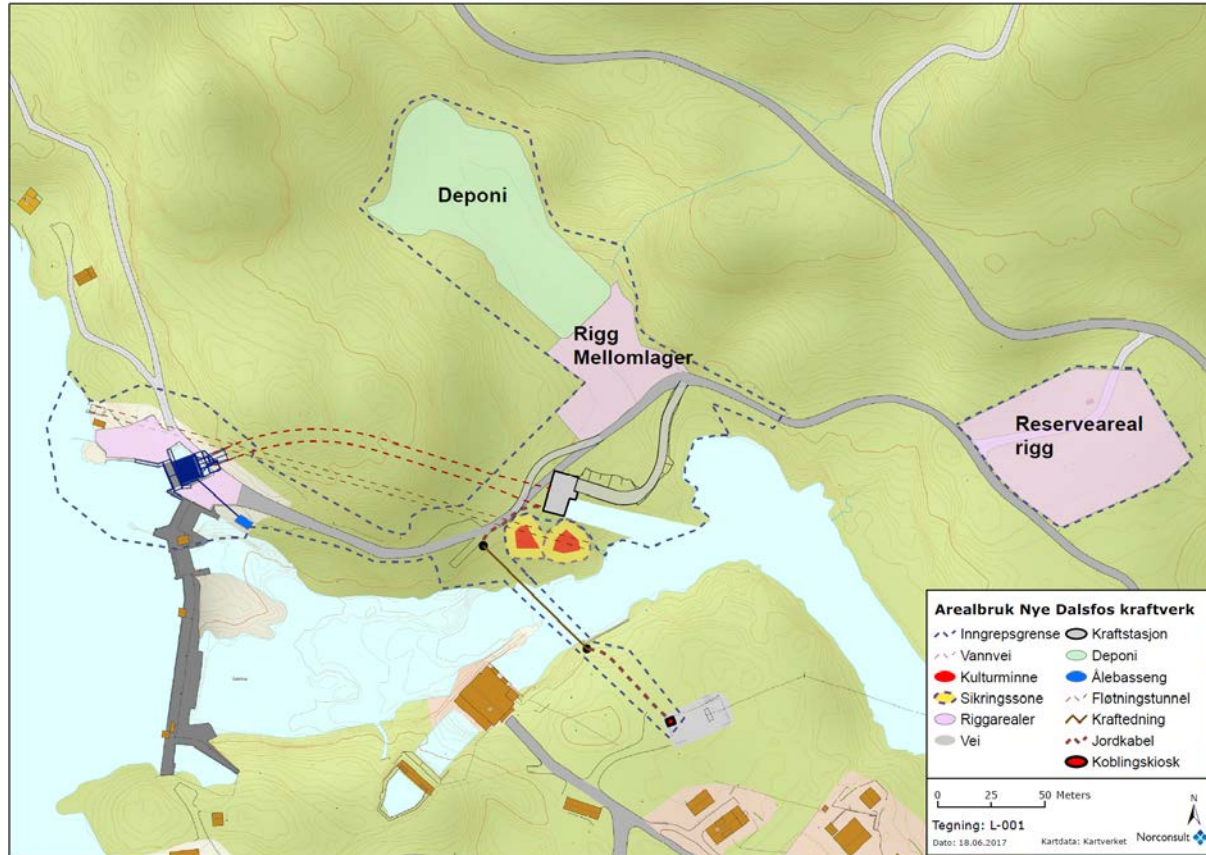 Deponi
Rigg
Mellomlager
Reserveareal
rigg
Arealbruk Nye Dalsfos kraftverk
Inngrepsgrense
Vannvei
Kulturminne
Sikringssone
Riggarealer
Vei
Kraftstasjon
Deponi
Ålebasseng
Fløtningstunnel
Kraftedning
Jordkabel
Koblingskiosk
0 25 50 Meters
Tegning: L-001
Dato: 18.06.2017
Kartdata: Kartverket
N
Norconsult